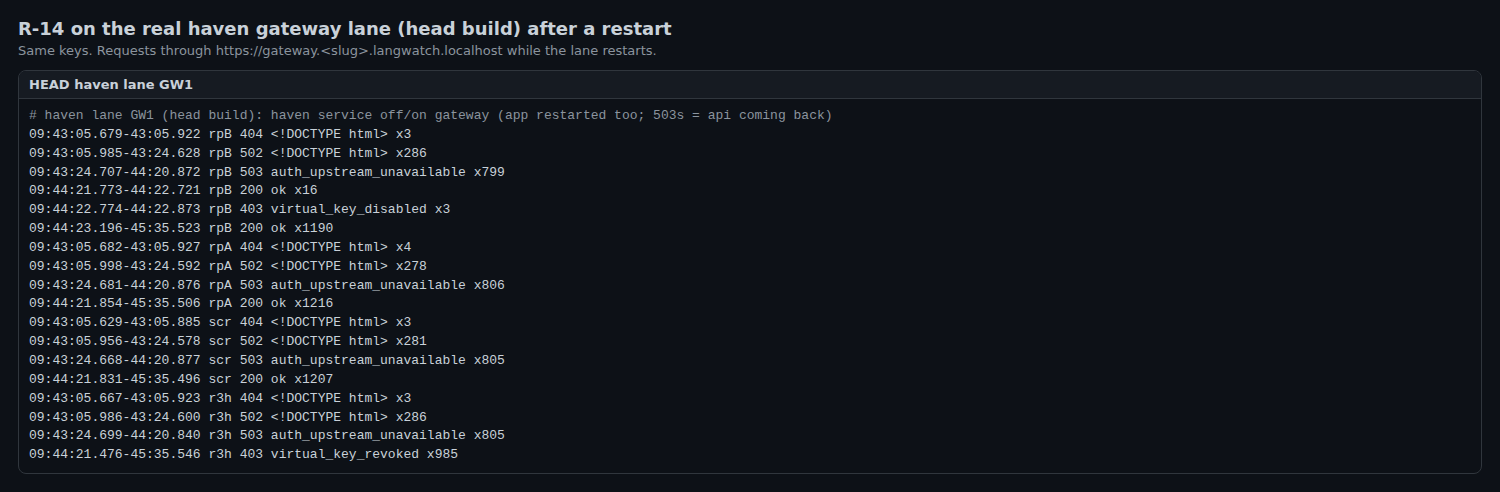 R-14 on the real haven gateway lane (head build) after a restart
Same keys. Requests through https://gateway.<slug>.langwatch.localhost while the lane restarts.
HEAD haven lane GW1
# haven lane GW1 (head build): haven service off/on gateway (app restarted too; 503s = api coming back)
09:43:05.679-43:05.922 rpB 404 <!DOCTYPE html> x3
09:43:05.985-43:24.628 rpB 502 <!DOCTYPE html> x286
09:43:24.707-44:20.872 rpB 503 auth_upstream_unavailable x799
09:44:21.773-44:22.721 rpB 200 ok x16
09:44:22.774-44:22.873 rpB 403 virtual_key_disabled x3
09:44:23.196-45:35.523 rpB 200 ok x1190
09:43:05.682-43:05.927 rpA 404 <!DOCTYPE html> x4
09:43:05.998-43:24.592 rpA 502 <!DOCTYPE html> x278
09:43:24.681-44:20.876 rpA 503 auth_upstream_unavailable x806
09:44:21.854-45:35.506 rpA 200 ok x1216
09:43:05.629-43:05.885 scr 404 <!DOCTYPE html> x3
09:43:05.956-43:24.578 scr 502 <!DOCTYPE html> x281
09:43:24.668-44:20.877 scr 503 auth_upstream_unavailable x805
09:44:21.831-45:35.496 scr 200 ok x1207
09:43:05.667-43:05.923 r3h 404 <!DOCTYPE html> x3
09:43:05.986-43:24.600 r3h 502 <!DOCTYPE html> x286
09:43:24.699-44:20.840 r3h 503 auth_upstream_unavailable x805
09:44:21.476-45:35.546 r3h 403 virtual_key_revoked x985